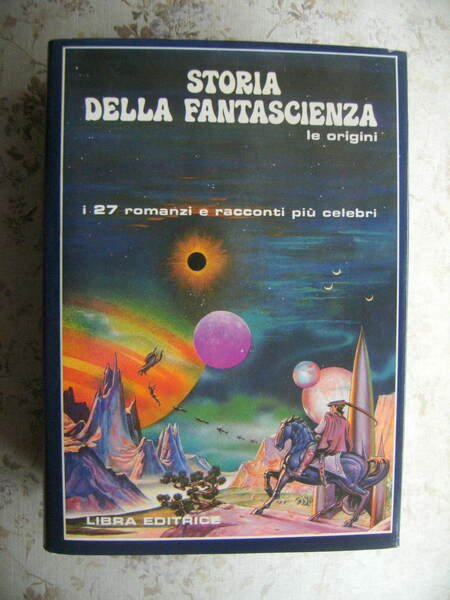 STORIA
DELLA FANTASCIENZA
le origini
i 27 romanzi e racconti più celebri
LIBRA EDITRICE